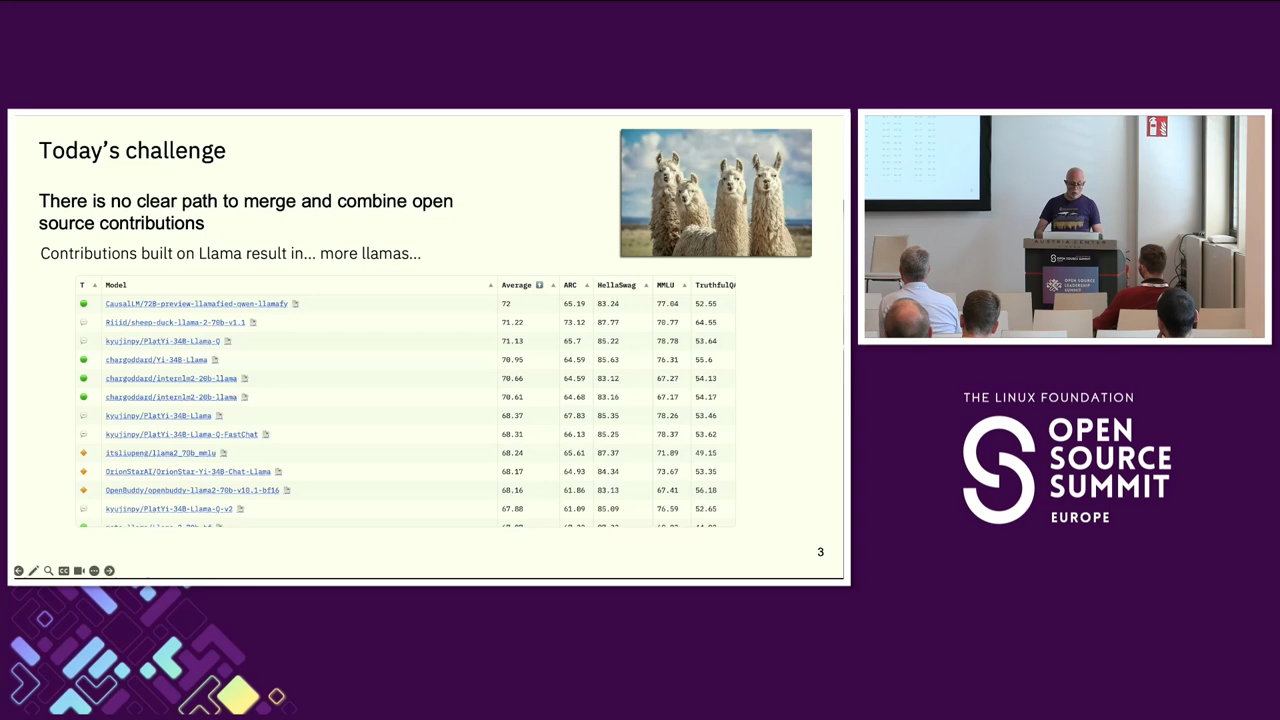 Today's challenge
There is no clear path to merge and combine open
source contributions
Contributions built on Llama result in... more llamas...
T Model Average ARC HellaSwag MMLU TruthfulQA
CausalLM/72B-preview-llamafied-qwen-llamafy 72 65.19 83.24 77.04 52.55
Riiid/sheep-duck-llama-2-70b-v1.1 71.22 73.12 87.77 70.77 64.55
kyujinpy/PlatYi-34B-Llama-Q 71.13 65.7 85.22 78.78 53.64
chargoddard/Yi-34B-Llama 70.95 64.59 85.63 76.31 55.6
chargoddard/internlm2-20b-llama 70.66 64.59 83.12 67.27 54.13
chargoddard/internlm2-20b-llama 70.61 64.68 83.16 67.17 54.17
kyujinpy/PlatYi-34B-Llama 68.37 67.83 85.35 78.26 53.46
kyujinpy/PlatYi-34B-Llama-Q-FastChat 68.31 66.13 85.25 78.37 53.62
itsliupeng/llama2_70b_mmlu 68.24 65.61 87.37 71.89 49.15
OrionStarAI/OrionStar-Yi-34B-Chat-Llama 68.17 64.93 84.34 73.67 53.35
OpenBuddy/openbuddy-llama2-70b-v10.1-bf16 68.16 61.86 83.13 67.41 56.18
kyujinpy/PlatYi-34B-Llama-Q-v2 67.88 61.09 85.09 76.59 52.65
3
AUSTRIA CENTER
OPEN SOURCE SUMMIT
OPEN SOURCE
LEADERSHIP
SUMMIT
THE LINUX FOUNDATION
OPEN
SOURCE
SUMMIT
EUROPE